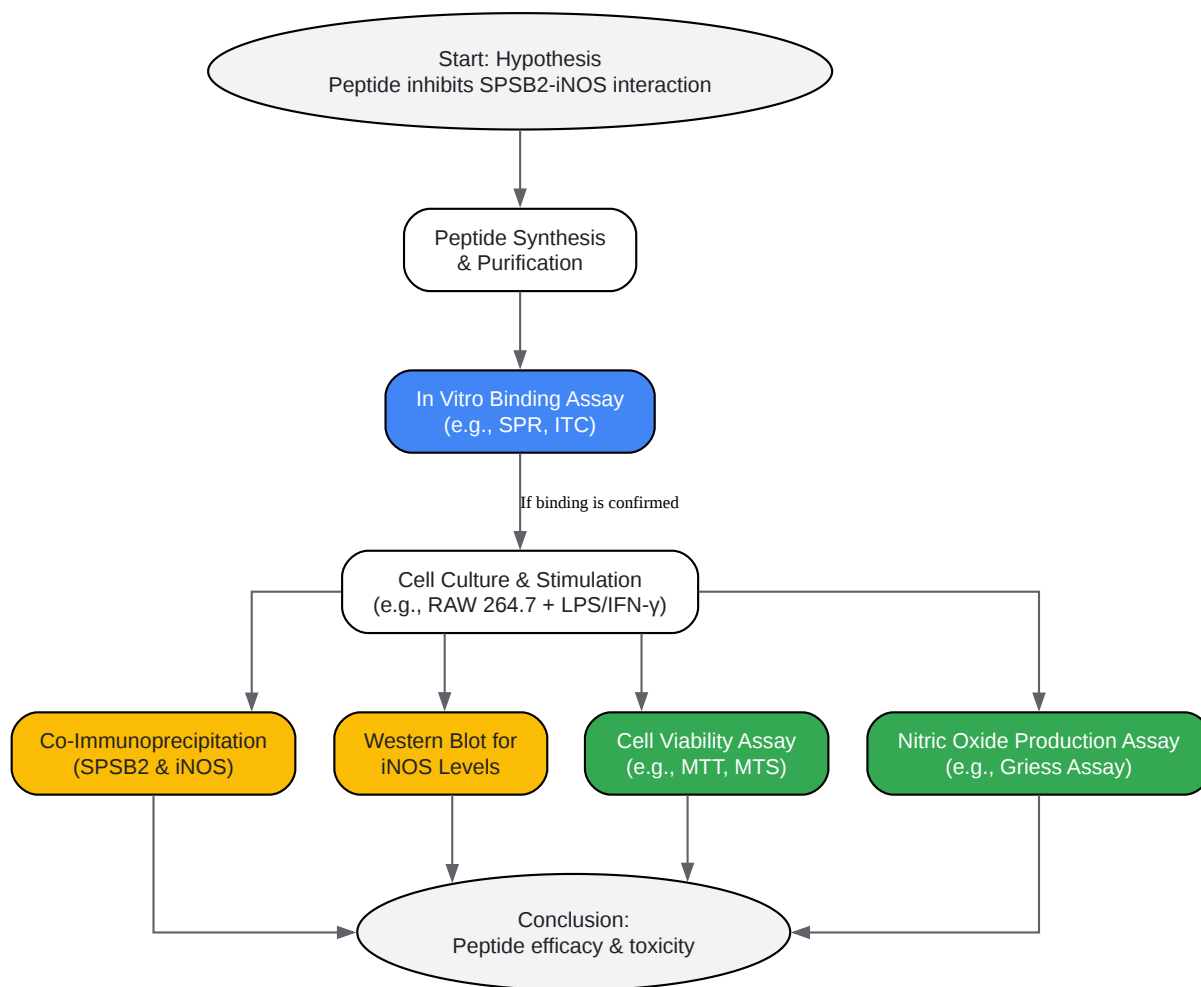 Start: Hypothesis
Peptide inhibits SPSB2-iNOS interaction
Peptide Synthesis
& Purification
In Vitro Binding Assay
(e.g., SPR, ITC)
If binding is confirmed
Cell Culture & Stimulation
(e.g., RAW 264.7 + LPS/IFN-γ)
Co-Immunoprecipitation
(SPSB2 & iNOS)
Western Blot for
iNOS Levels
Cell Viability Assay
(e.g., MTT, MTS)
Nitric Oxide Production Assay
(e.g., Griess Assay)
Conclusion:
Peptide efficacy & toxicity